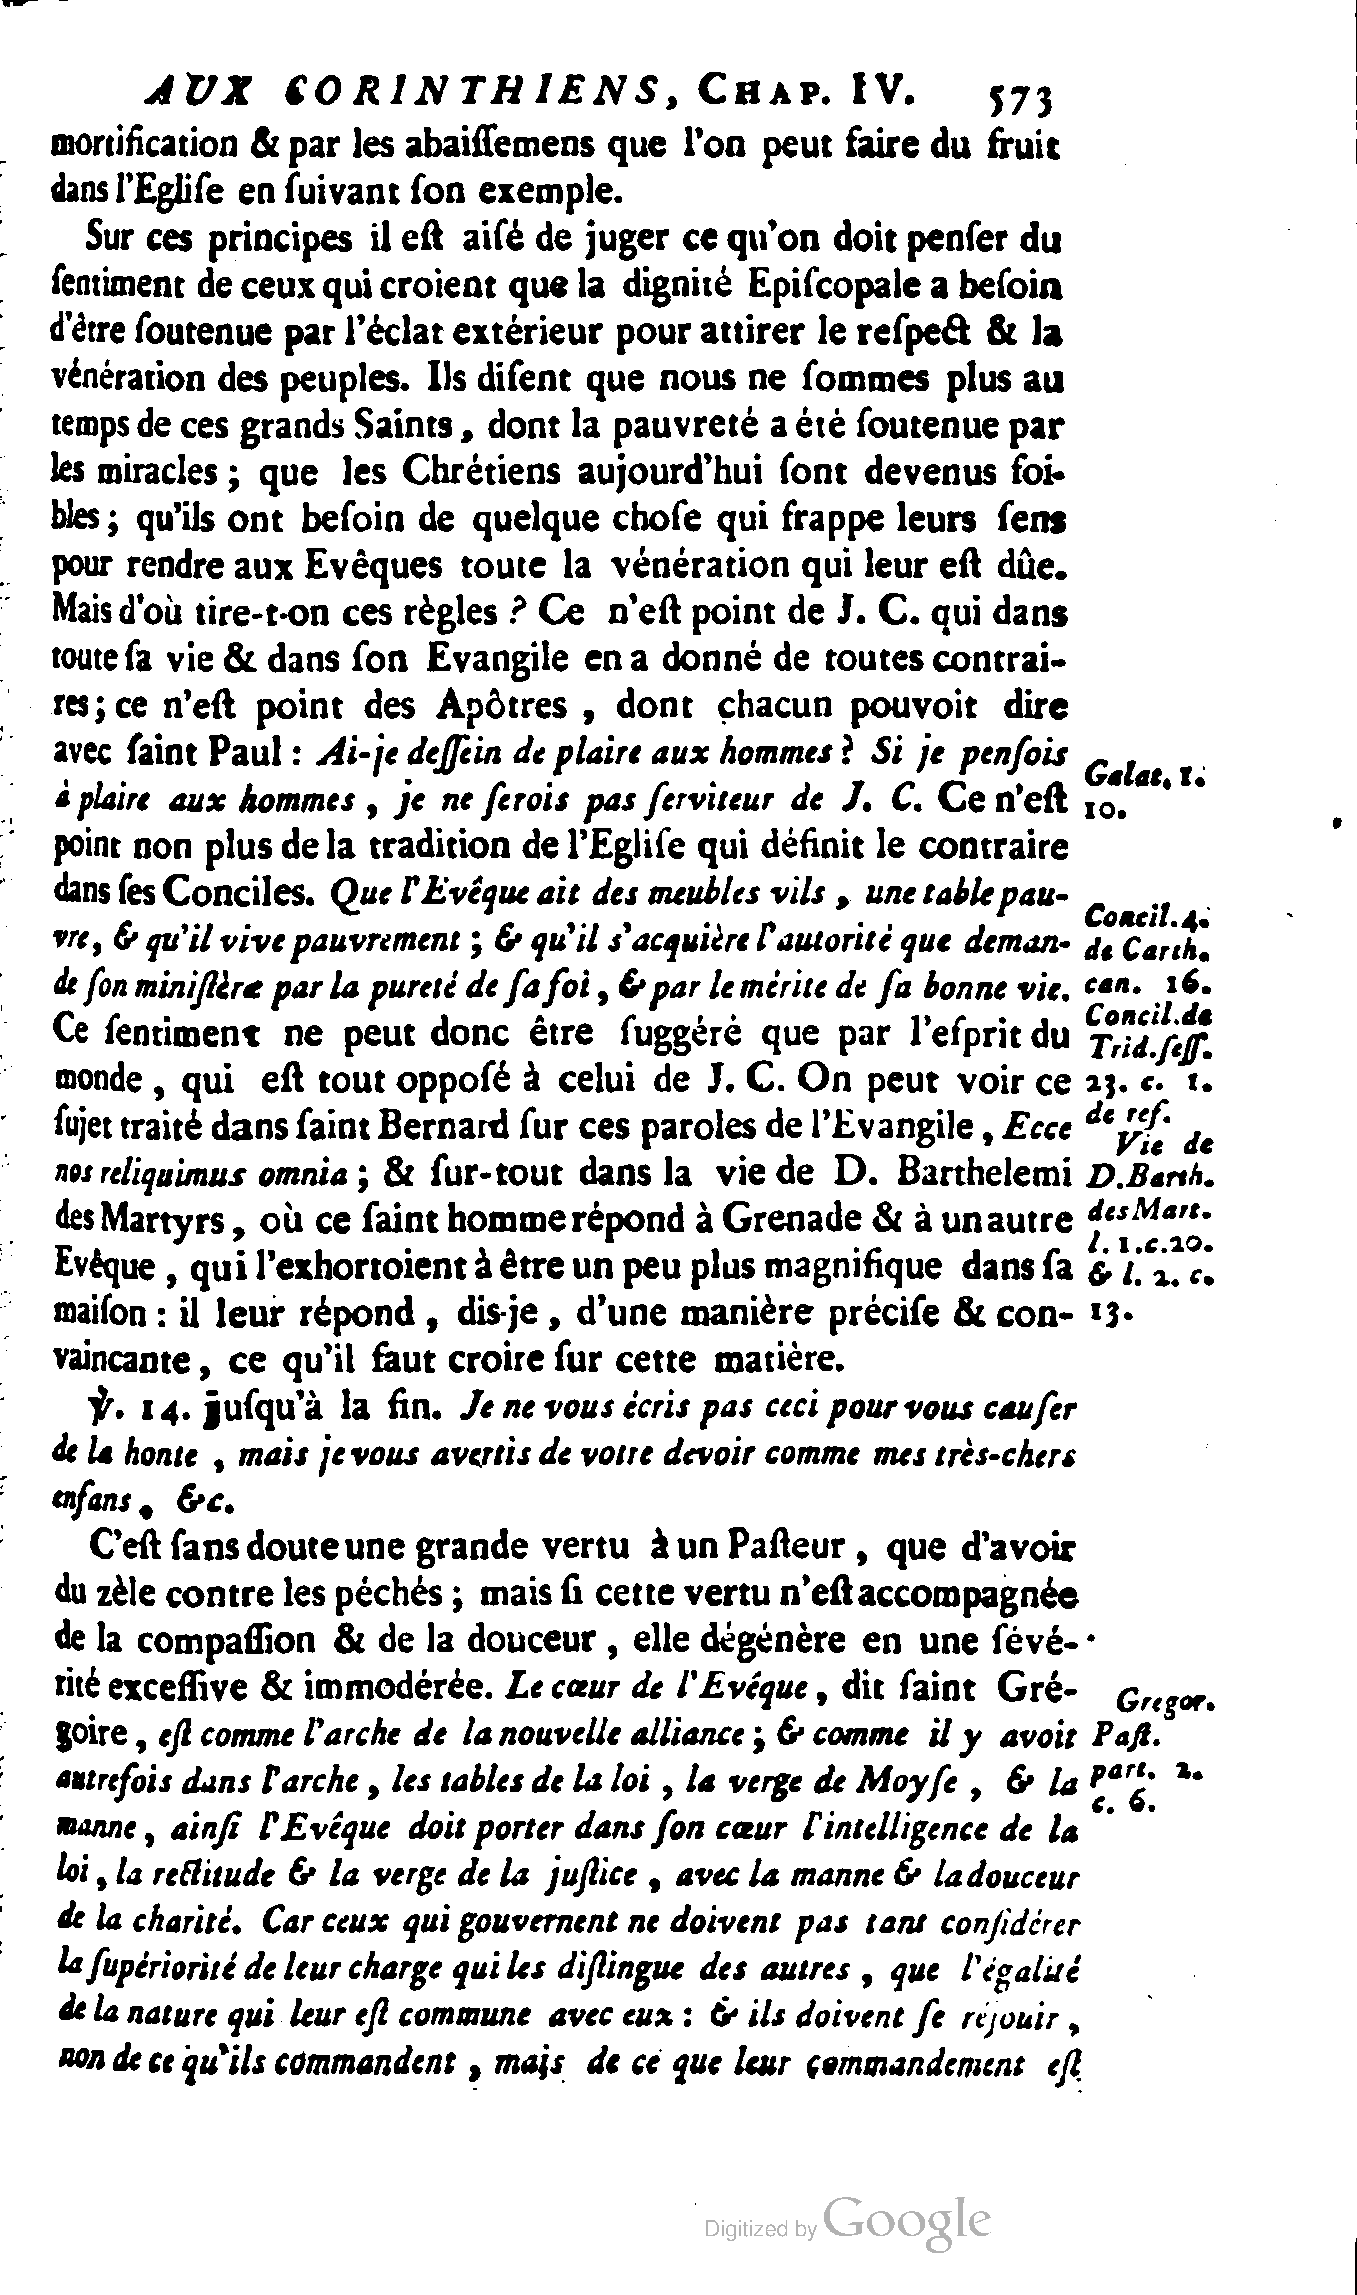 AUX CORINTHIENS, CHAP. IV. 573
mortification & par les abaiſſemens que l'on peut faire du fruit
dans l'Egliſe en ſuivant ſon exemple.
Sur ces principes il eſt aiſé de juger ce qu'on doit penſer du
ſentiment de ceux qui croient que la dignité Epiſcopale a beſoin
d'être ſoutenue par l'éclat extérieur pour attirer le reſpect & la
vénération des peuples. Ils diſent que nous ne ſommes plus au
temps de ces grands Saints, dont la pauvreté a été ſoutenue par
les miracles ; que les Chrétiens aujourd'hui ſont devenus foi-
bles ; qu'ils ont beſoin de quelque choſe qui frappe leurs ſens
pour rendre aux Evêques toute la vénération qui leur eſt dûe.
Mais d'où tire-t-on ces règles ? Ce n'eſt point de J. C. qui dans
toute ſa vie & dans ſon Evangile en a donné de toutes contrai-
res ; ce n'eſt point des Apôtres , dont chacun pouvoit dire
avec ſaint Paul : Ai-je deſſein de plaire aux hommes ? Si je penſois
à plaire aux hommes , je ne ſerois pas ſerviteur de J. C. Ce n'eſt
point non plus de la tradition de l'Egliſe qui définit le contraire
dans ſes Conciles. Que l'Evêque ait des meubles vils , une table pau-
vre, & qu'il vive pauvrement ; & qu'il s'acquière l'autorité que deman-
de ſon miniſtère par la pureté de ſa foi , & par le mérite de ſa bonne vie.
Ce ſentiment ne peut donc être ſuggéré que par l'eſprit du
monde , qui eſt tout oppoſé à celui de J. C. On peut voir ce
ſujet traité dans ſaint Bernard ſur ces paroles de l'Evangile , Ecce
nos reliquimus omnia ; & ſur-tout dans la vie de D. Barthelemi
des Martyrs, où ce ſaint homme répond à Grenade & à un autre
Evêque , qui l'exhortoient à être un peu plus magnifique dans ſa
maiſon : il leur répond , dis-je , d'une manière préciſe & con-
vaincante, ce qu'il faut croire ſur cette matière.
Galat. 1.
10.
Concil. 4.
de Carth.
can. 16.
Concil. de
Trid. ſeſſ.
23. c. 1.
de ref.
Vie de
D. Barth.
des Mart.
l. 1. c. 20.
& l. 2. c.
13.
℣. 14. juſqu'à la fin. Je ne vous écris pas ceci pour vous cauſer
de la honte , mais je vous avertis de votre devoir comme mes très-chers
enfans , &c.
C'eſt ſans doute une grande vertu à un Paſteur , que d'avoir
du zèle contre les péchés ; mais ſi cette vertu n'eſt accompagnée
de la compaſſion & de la douceur , elle dégénère en une ſévé-
rité exceſſive & immodérée. Le cœur de l'Evêque , dit ſaint Gré-
goire , eſt comme l'arche de la nouvelle alliance ; & comme il y avoit
autrefois dans l'arche , les tables de la loi , la verge de Moyſe , & la
manne , ainſi l'Evêque doit porter dans ſon cœur l'intelligence de la
loi , la rectitude & la verge de la juſtice , avec la manne & la douceur
de la charité. Car ceux qui gouvernent ne doivent pas tant conſidérer
la ſupériorité de leur charge qui les diſtingue des autres , que l'égalité
de la nature qui leur eſt commune avec eux : & ils doivent ſe réjouir ,
non de ce qu'ils commandent , mais de ce que leur commandement eſt
Gregor.
Paſt.
part. 2.
c. 6.
Digitized by Google